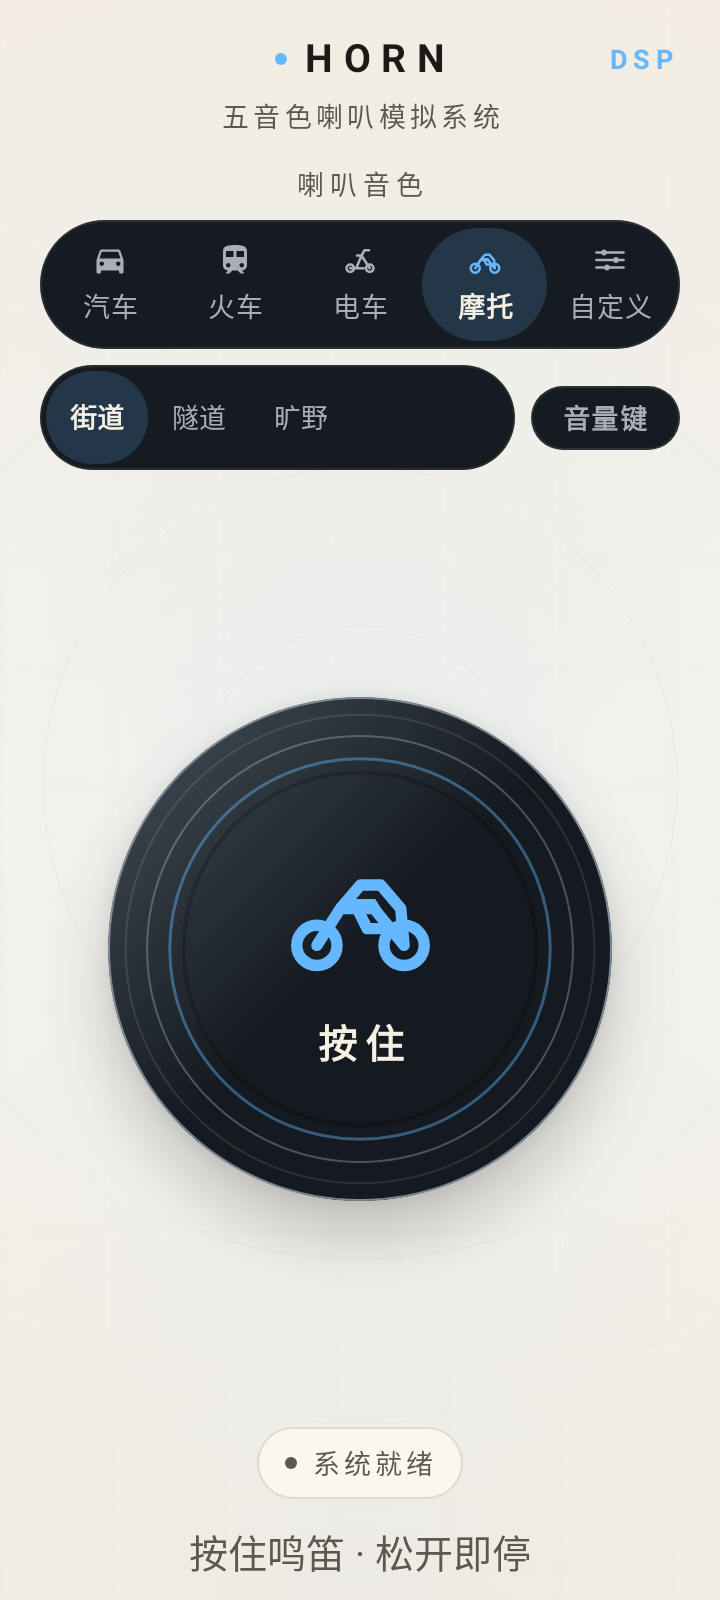 HORN
DSP
五音色喇叭模拟系统
喇叭音色
汽车 火车 电车 摩托 自定义
街道 隧道 旷野 音量键
按住
系统就绪
按住鸣笛 · 松开即停